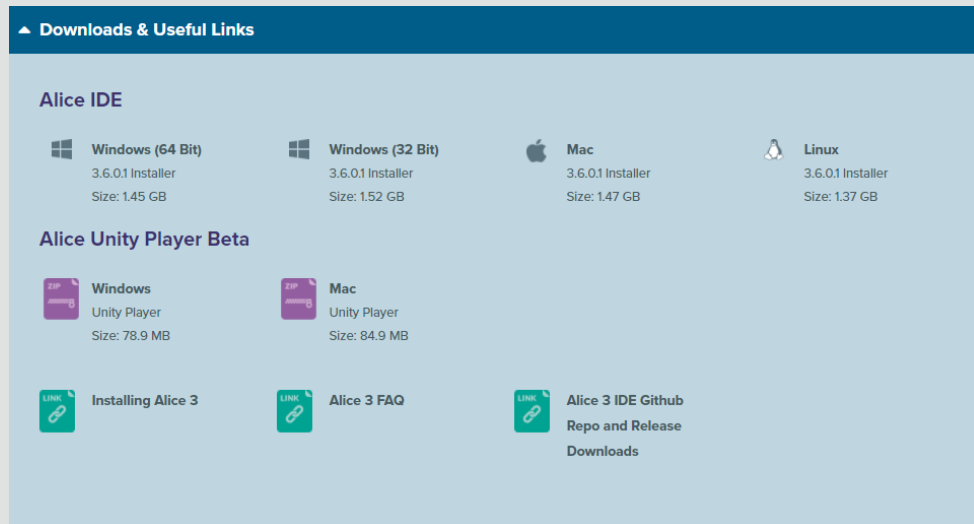 Downloads & Useful Links
Alice IDE
Windows (64 Bit)
3.6.0.1 Installer
Size: 1.45 GB
Windows (32 Bit)
3.6.0.1 Installer
Size: 1.52 GB
Mac
3.6.0.1 Installer
Size: 1.47 GB
Linux
3.6.0.1 Installer
Size: 1.37 GB
Alice Unity Player Beta
ZIP
Windows
Unity Player
Size: 78.9 MB
ZIP
Mac
Unity Player
Size: 84.9 MB
LINK
Installing Alice 3
LINK
Alice 3 FAQ
LINK
Alice 3 IDE Github
Repo and Release
Downloads